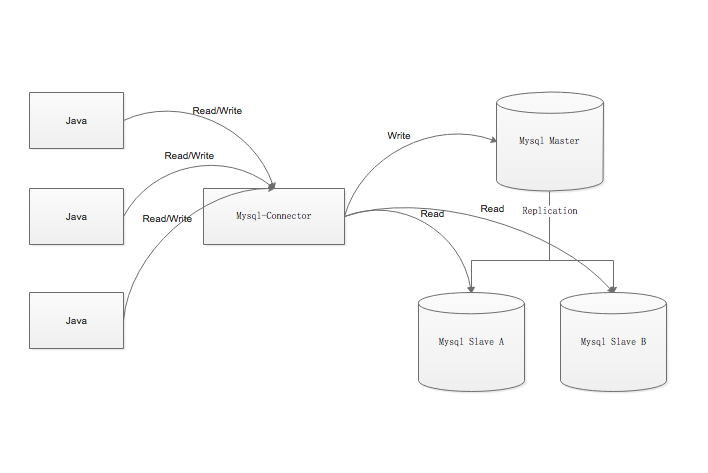 Java
Read/Write
Java
Read/Write
Java
Read/Write
Mysql-Connector
Write
Read
Read
Mysql Master
Replication
Mysql Slave A
Mysql Slave B